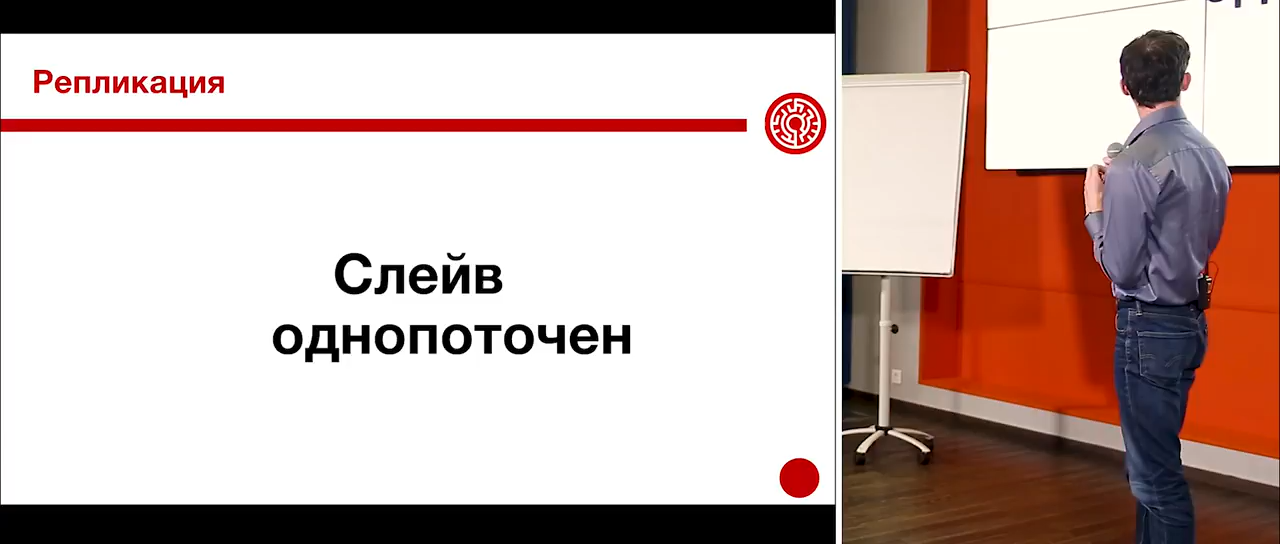 Репликация
Слейв
однопоточен